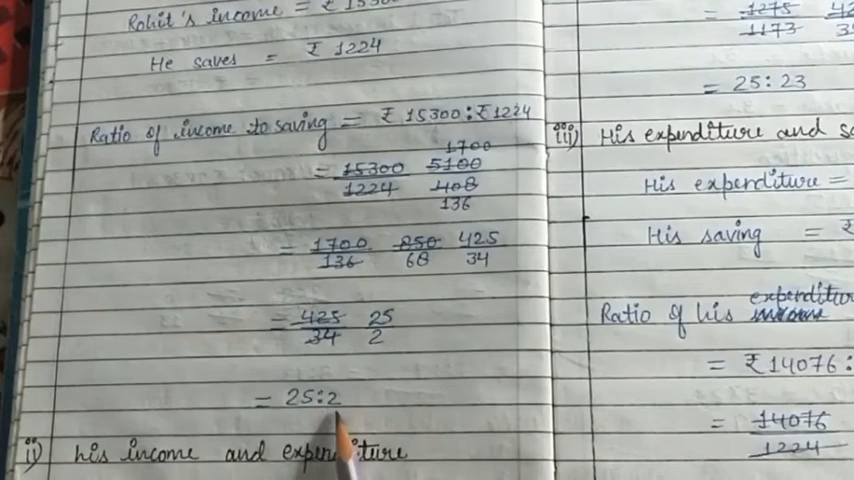 Rohit's income = ₹
He saves = ₹ 1224
Ratio of income to saving = ₹ 15300 : ₹ 1224
1700
= 15300 5100
1224 408
136
= 1700 850 425
136 68 34
= 425 25
34 2
= 25:2
ii) his income and expenditure
= 1275
1173
= 25:23
iii) His expenditure and
His expenditure =
His saving = ₹
expenditure
Ratio of his income
= ₹14076 :
= 14076
1224